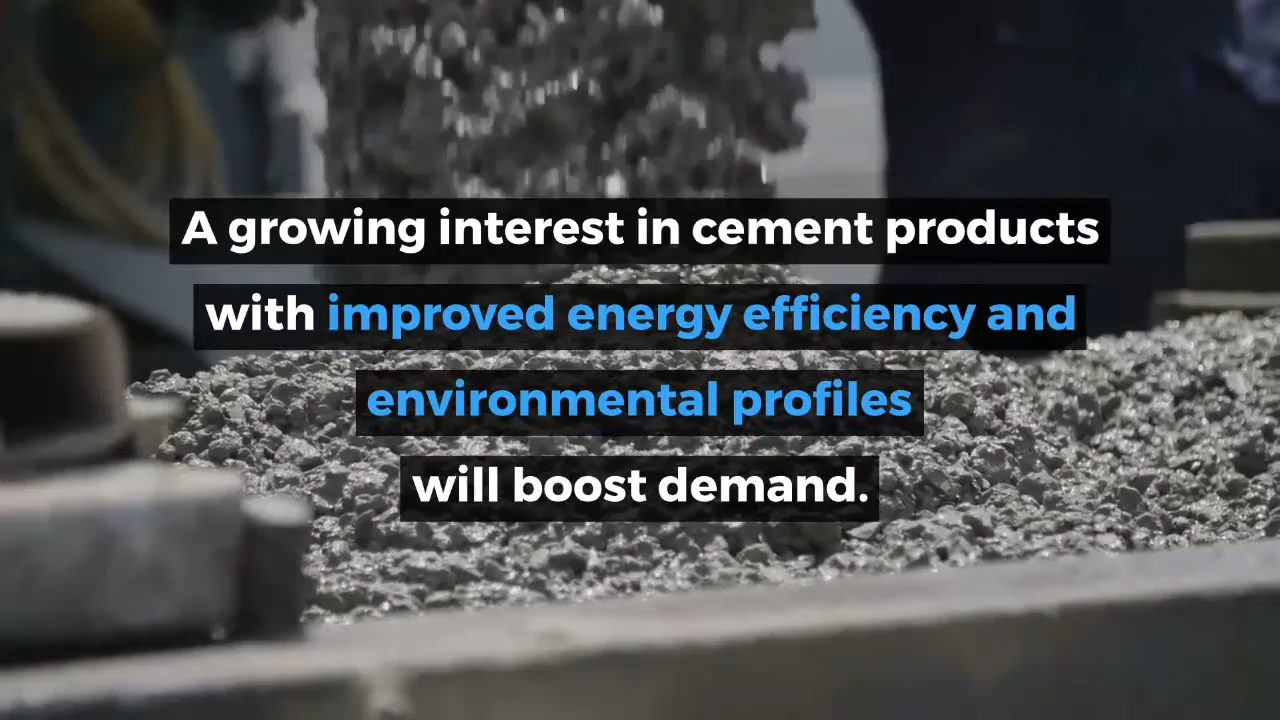 A growing interest in cement products
with improved energy efficiency and
environmental profiles
will boost demand.